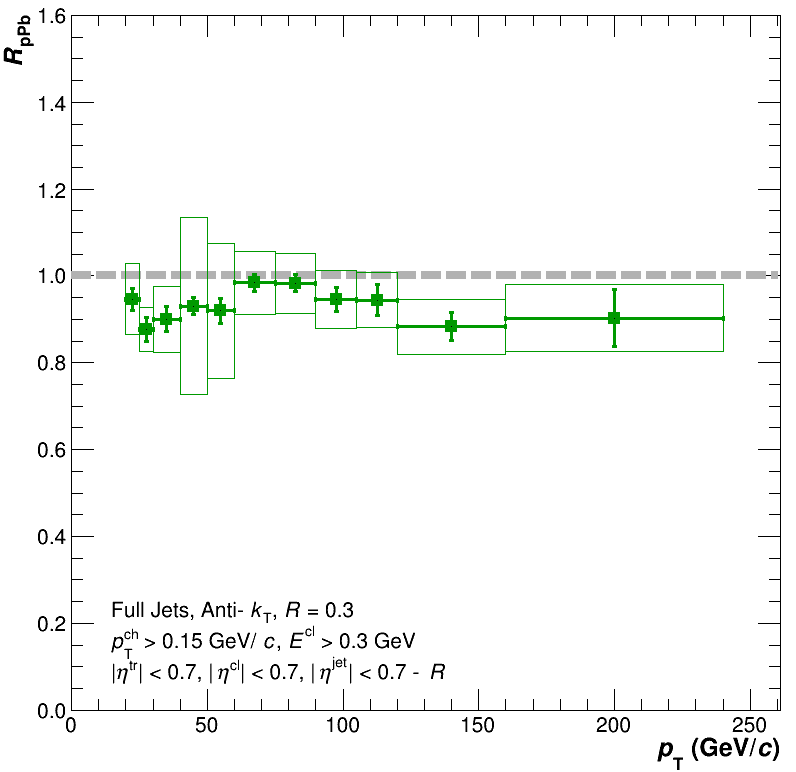 R_pPb
1.6
1.4
1.2
1.0
0.8
0.6
0.4
0.2
0.0
Full Jets, Anti- k_T, R = 0.3
p_T^ch > 0.15 GeV/ c, E^cl > 0.3 GeV
|η^tr| < 0.7, | η^cl| < 0.7, | η^jet| < 0.7 - R
0 50 100 150 200 250
p_T (GeV/c)